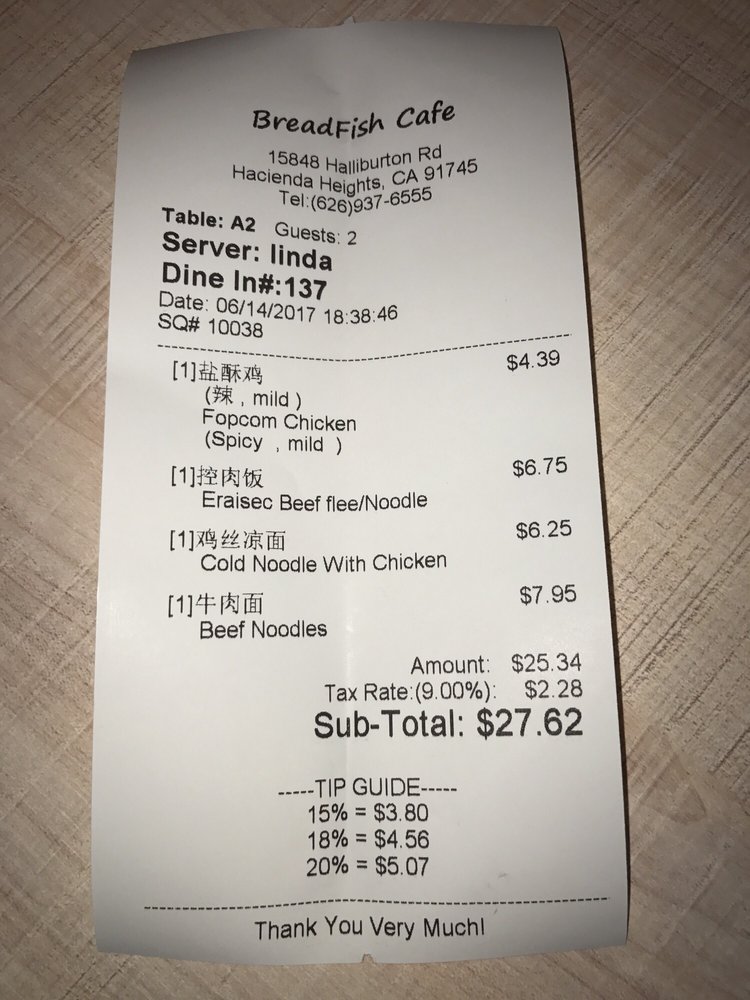 BreadFish Cafe
15848 Halliburton Rd
Hacienda Heights, CA 91745
Tel:(626)937-6555
Table: A2 Guests: 2
Server: linda
Dine In#:137
Date: 06/14/2017 18:38:46
SQ# 10038
[1]盐酥鸡 $4.39
(辣 , mild )
Fopcom Chicken
(Spicy , mild )
[1]控肉饭 $6.75
Eraisec Beef flee/Noodle
[1]鸡丝凉面 $6.25
Cold Noodle With Chicken
[1]牛肉面 $7.95
Beef Noodles
Amount: $25.34
Tax Rate:(9.00%): $2.28
Sub-Total: $27.62
-----TIP GUIDE-----
15% = $3.80
18% = $4.56
20% = $5.07
Thank You Very Much!